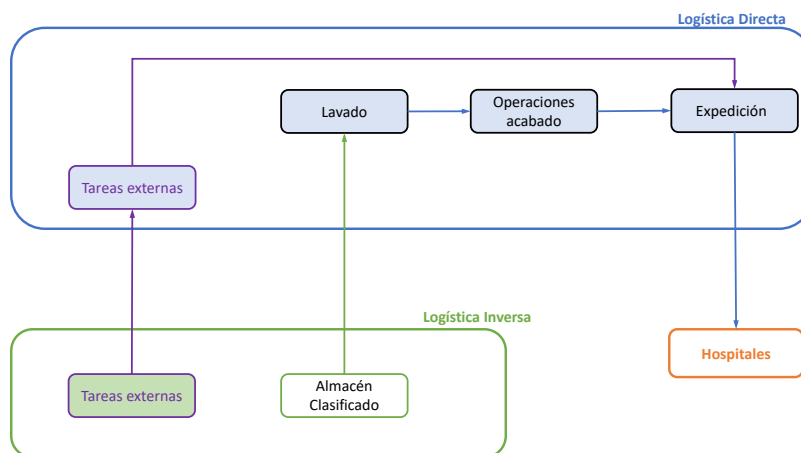 Logística Directa
Lavado
Operaciones
acabado
Expedición
Tareas externas
Logística Inversa
Hospitales
Tareas externas
Almacén
Clasificado